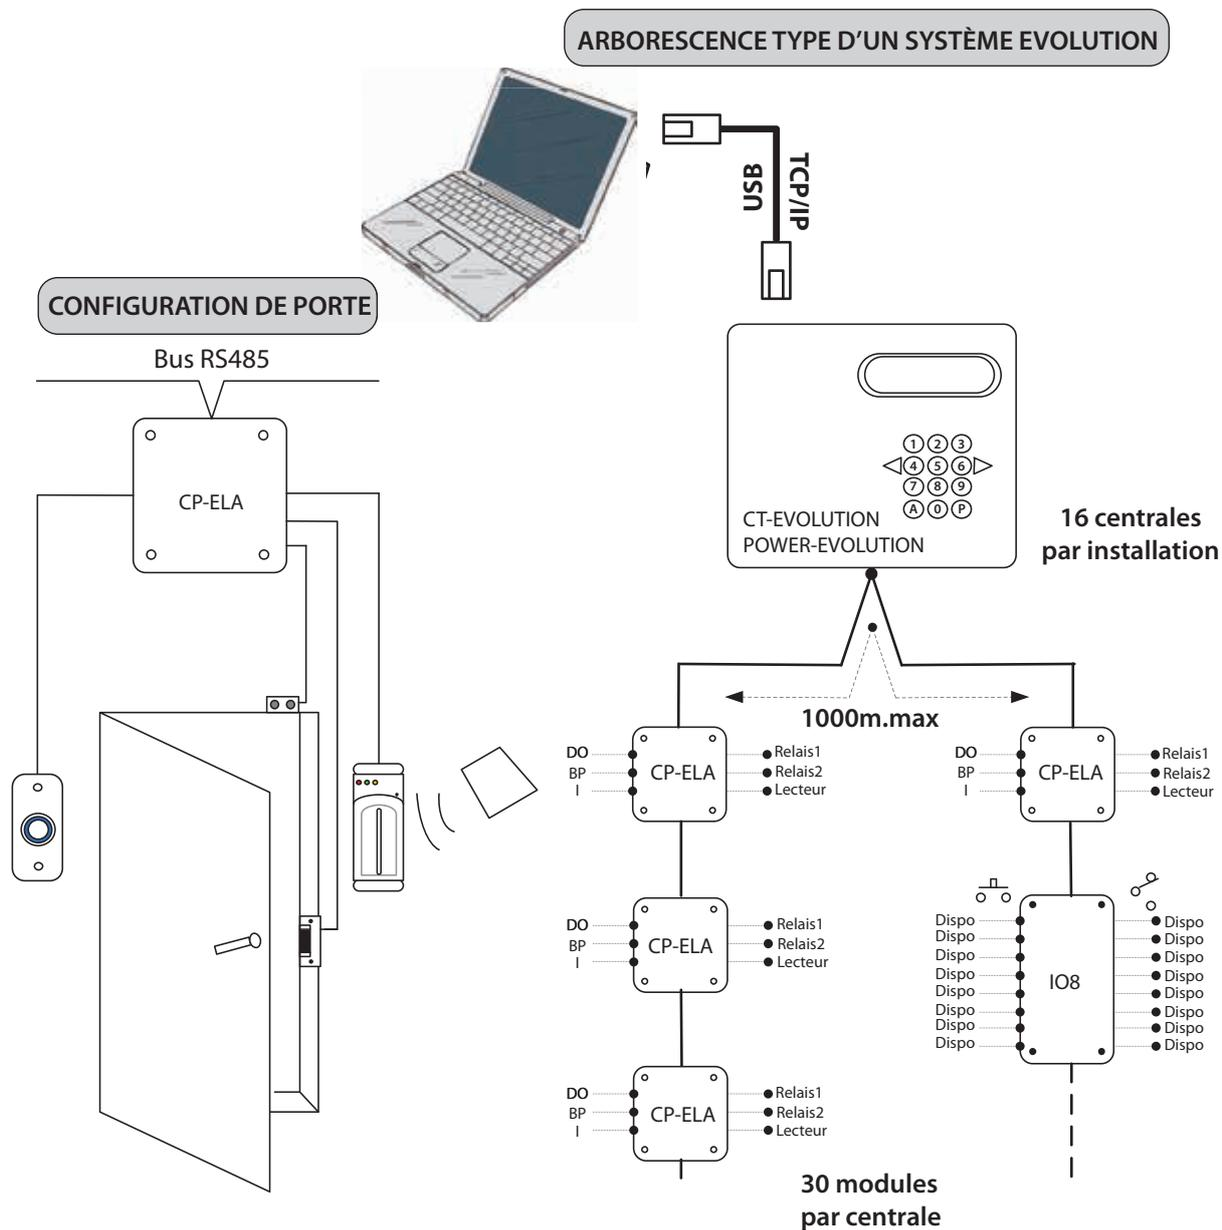 ARBORESCENCE TYPE D'UN SYSTÈME EVOLUTION
USB
TCP/IP
CONFIGURATION DE PORTE
Bus RS485
CP-ELA
1 2 3
4 5 6
7 8 9
A 0 P
CT-EVOLUTION
POWER-EVOLUTION
16 centrales
par installation
1000m.max
DO
BP
I
CP-ELA
Relais1
Relais2
Lecteur
DO
BP
I
CP-ELA
Relais1
Relais2
Lecteur
DO
BP
I
CP-ELA
Relais1
Relais2
Lecteur
DO
BP
I
CP-ELA
Relais1
Relais2
Lecteur
Dispo
Dispo
Dispo
Dispo
Dispo
Dispo
Dispo
Dispo
IO8
Dispo
Dispo
Dispo
Dispo
Dispo
Dispo
Dispo
Dispo
30 modules
par centrale